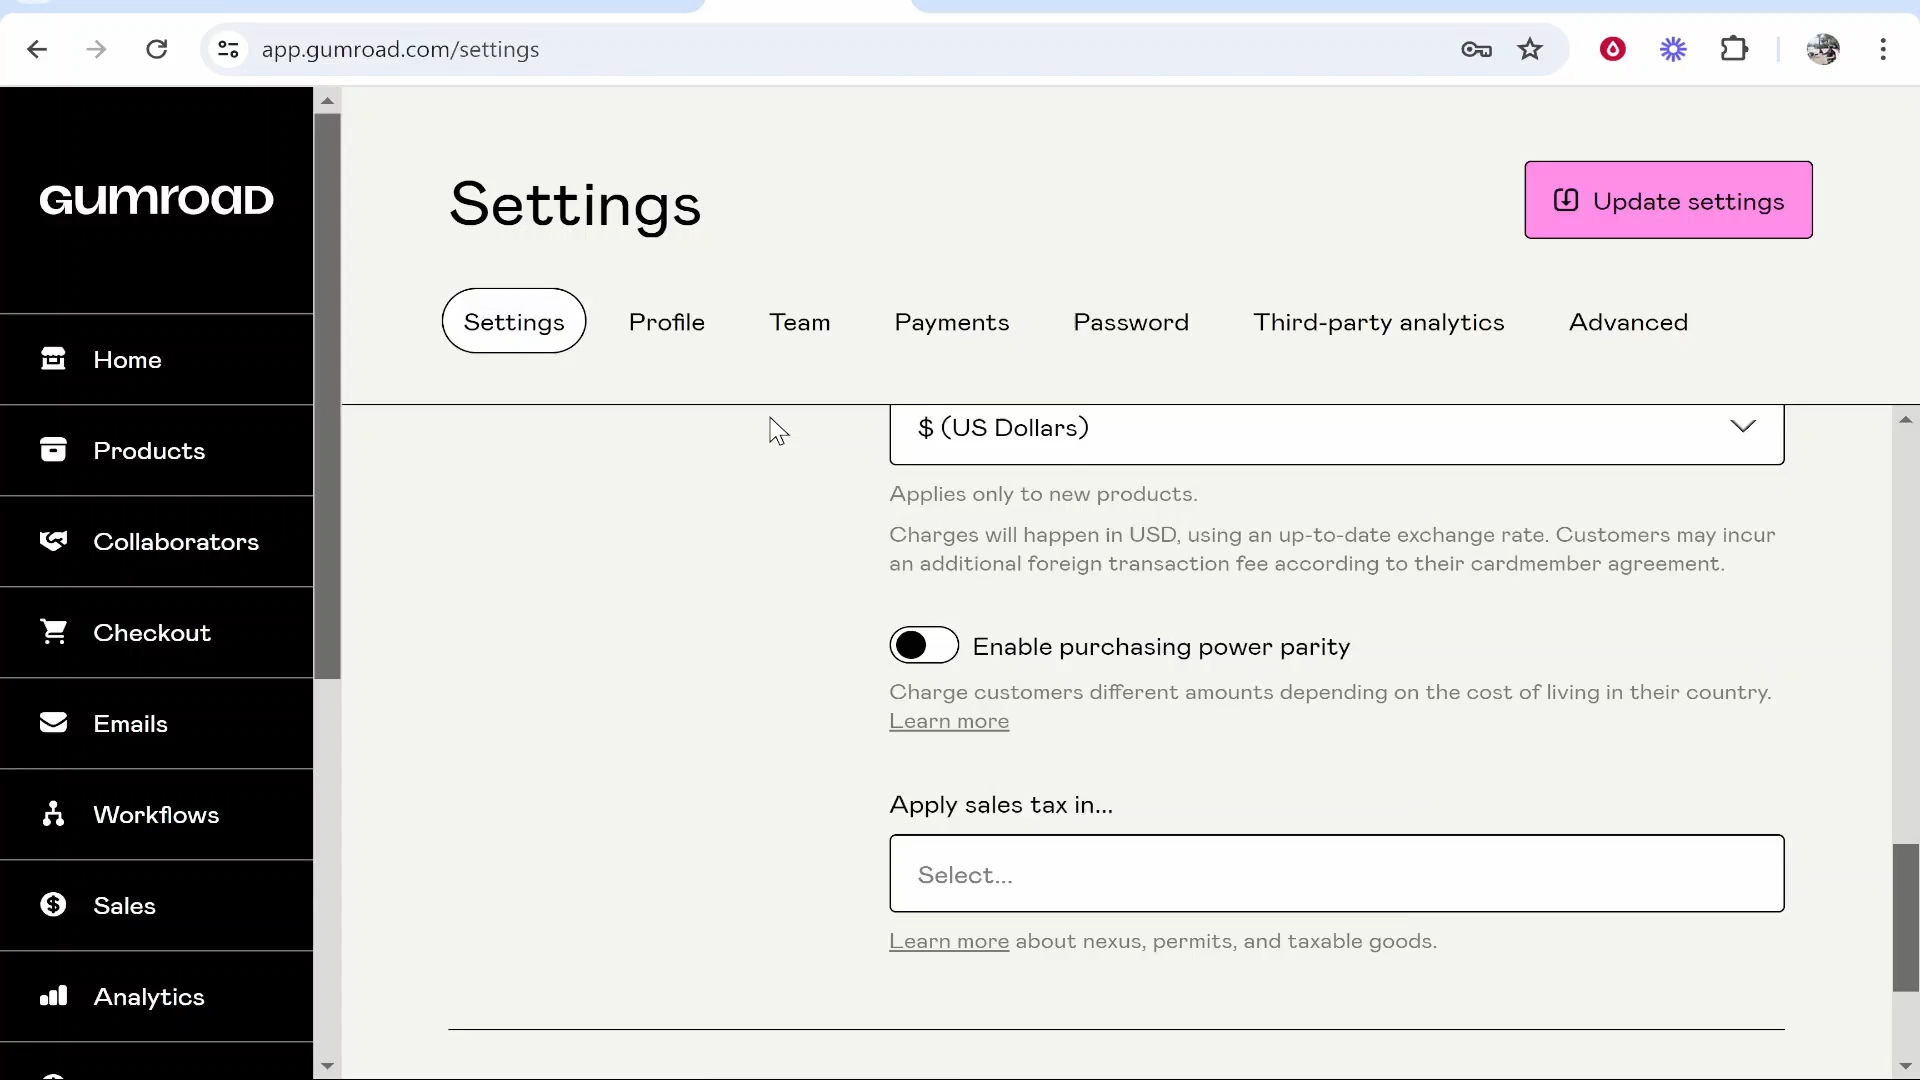 app.gumroad.com/settings
GUMROAD
Home
Products
Collaborators
Checkout
Emails
Workflows
Sales
Analytics
Settings
Update settings
Settings Profile Team Payments Password Third-party analytics Advanced
$ (US Dollars)
Applies only to new products.
Charges will happen in USD, using an up-to-date exchange rate. Customers may incur
an additional foreign transaction fee according to their cardmember agreement.
Enable purchasing power parity
Charge customers different amounts depending on the cost of living in their country.
Learn more
Apply sales tax in...
Select...
Learn more about nexus, permits, and taxable goods.